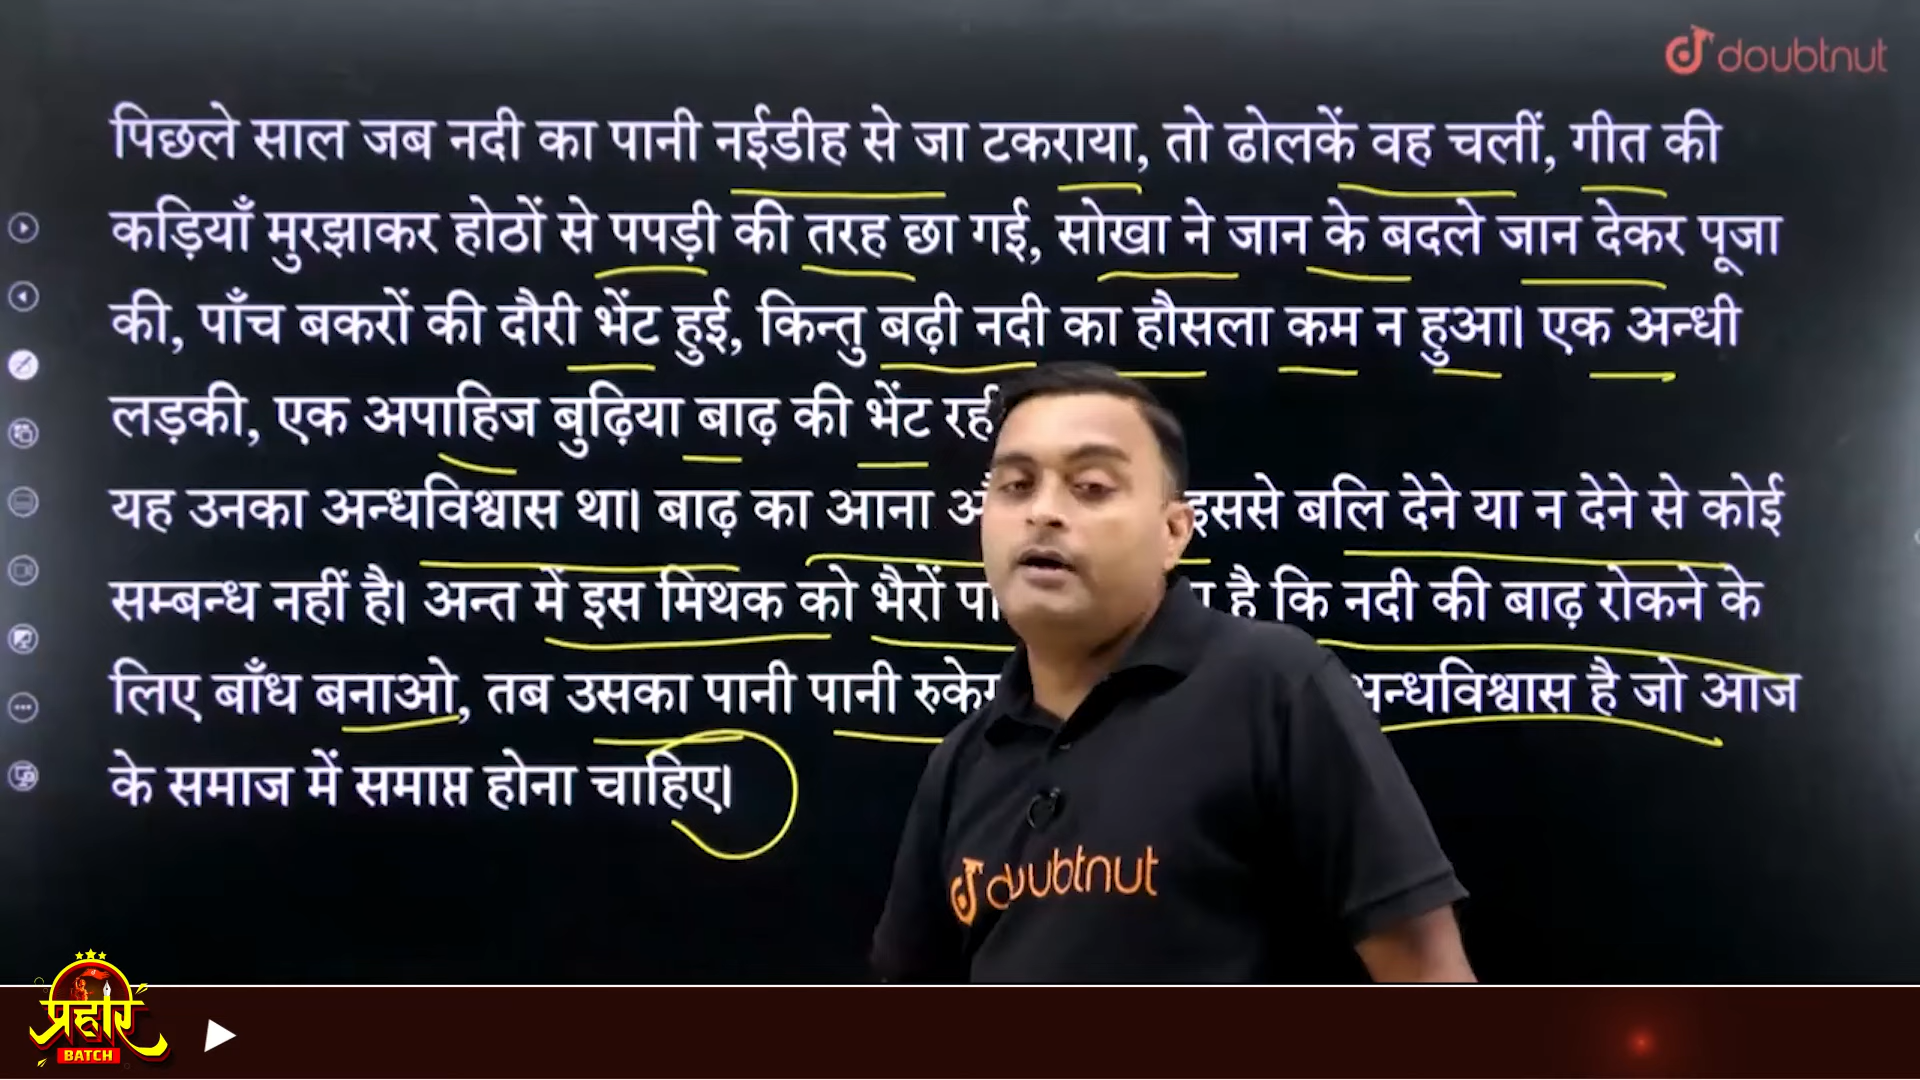 doubtnut
पिछले साल जब नदी का पानी नईडीह से जा टकराया, तो ढोलकें वह चलीं, गीत की
कड़ियाँ मुरझाकर होठों से पपड़ी की तरह छा गई, सोखा ने जान के बदले जान देकर पूजा
की, पाँच बकरों की दौरी भेंट हुई, किन्तु बढ़ी नदी का हौसला कम न हुआ। एक अन्धी
लड़की, एक अपाहिज बुढ़िया बाढ़ की भेंट
यह उनका अन्धविश्वास था। बाढ़ का आना इससे बलि देने या न देने से कोई
सम्बन्ध नहीं है। अन्त में इस मिथक को भैरों है कि नदी की बाढ़ रोकने के
लिए बाँध बनाओ, तब उसका पानी पानी अन्धविश्वास है जो आज
के समाज में समाप्त होना चाहिए।
doubtnut
प्रहार
BATCH